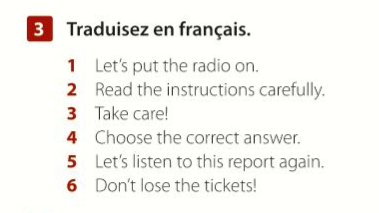 3 Traduisez en français.
1 Let's put the radio on.
2 Read the instructions carefully.
3 Take care!
4 Choose the correct answer.
5 Let's listen to this report again.
6 Don't lose the tickets!